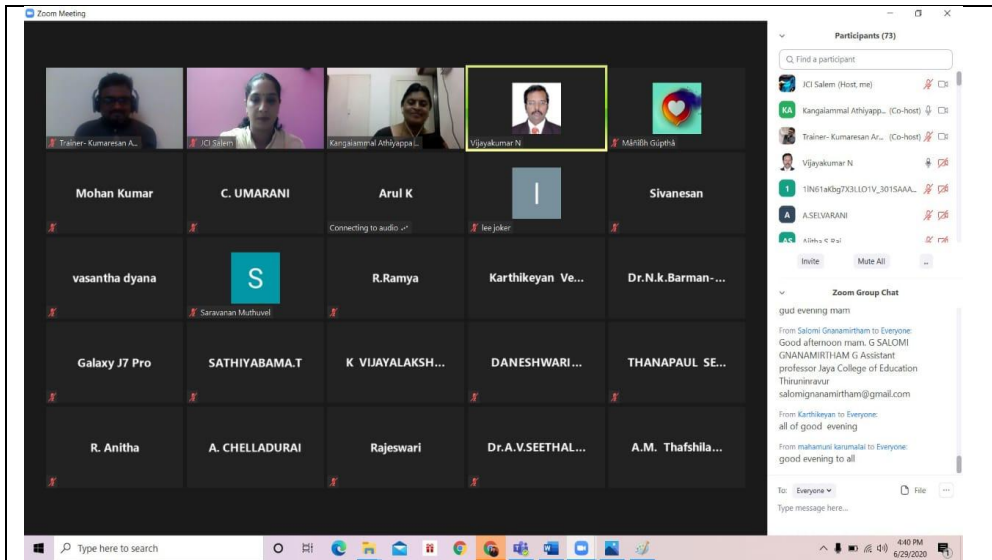 Zoom Meeting
Participants (73)
Find a participant
JCI Salem (Host, me)
KA Kangaiammal Athiyapp... (Co-host)
Trainer- Kumaresan Ar... (Co-host)
Vijayakumar N
A A.SELVARANI
Invite Mute All ..
Zoom Group Chat
gud evening mam
From Salomi Gnanamirtham to Everyone:
Good afternoon mam. G SALOMI
GNANAMIRTHAM G Assistant
professor Jaya College of Education
Thiruninravur
salomignanamirtham@gmail.com
From Karthikeyan to Everyone:
all of good evening
From mahamuni karumalai to Everyone:
good evening to all
To: Everyone File ...
Type message here...
Trainer- Kumaresan A... JCI Salem Kangaiammal Athiyappa... Vijayakumar N Máñîßh Gúpthå
Mohan Kumar C. UMARANI Arul K I Sivanesan
Connecting to audio lee joker
vasantha dyana S R.Ramya Karthikeyan Ve... Dr.N.k.Barman-...
Saravanan Muthuvel
Galaxy J7 Pro SATHIYABAMA.T K VIJAYALAKSH... DANESHWARI... THANAPAUL SE...
R. Anitha A. CHELLADURAI Rajeswari Dr.A.V.SEETHAL... A.M. Thafshila...
Type here to search
4:40 PM
6/29/2020